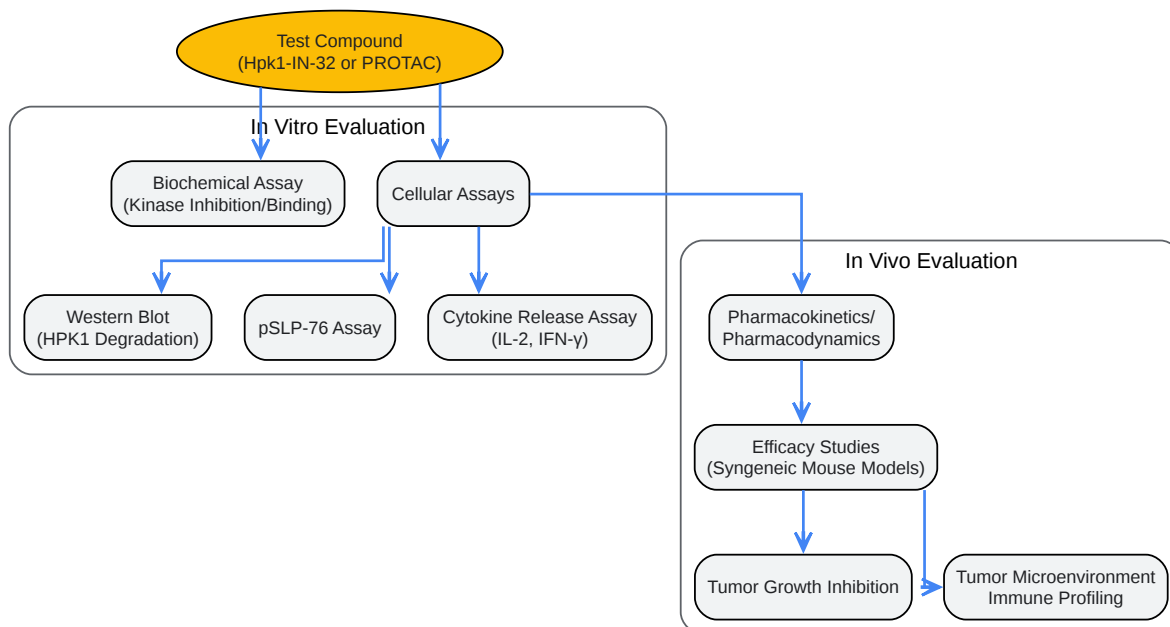 Test Compound
(Hpk1-IN-32 or PROTAC)
In Vitro Evaluation
Biochemical Assay
(Kinase Inhibition/Binding)
Cellular Assays
Western Blot
(HPK1 Degradation)
pSLP-76 Assay
Cytokine Release Assay
(IL-2, IFN-γ)
In Vivo Evaluation
Pharmacokinetics/
Pharmacodynamics
Efficacy Studies
(Syngeneic Mouse Models)
Tumor Growth Inhibition
Tumor Microenvironment
Immune Profiling